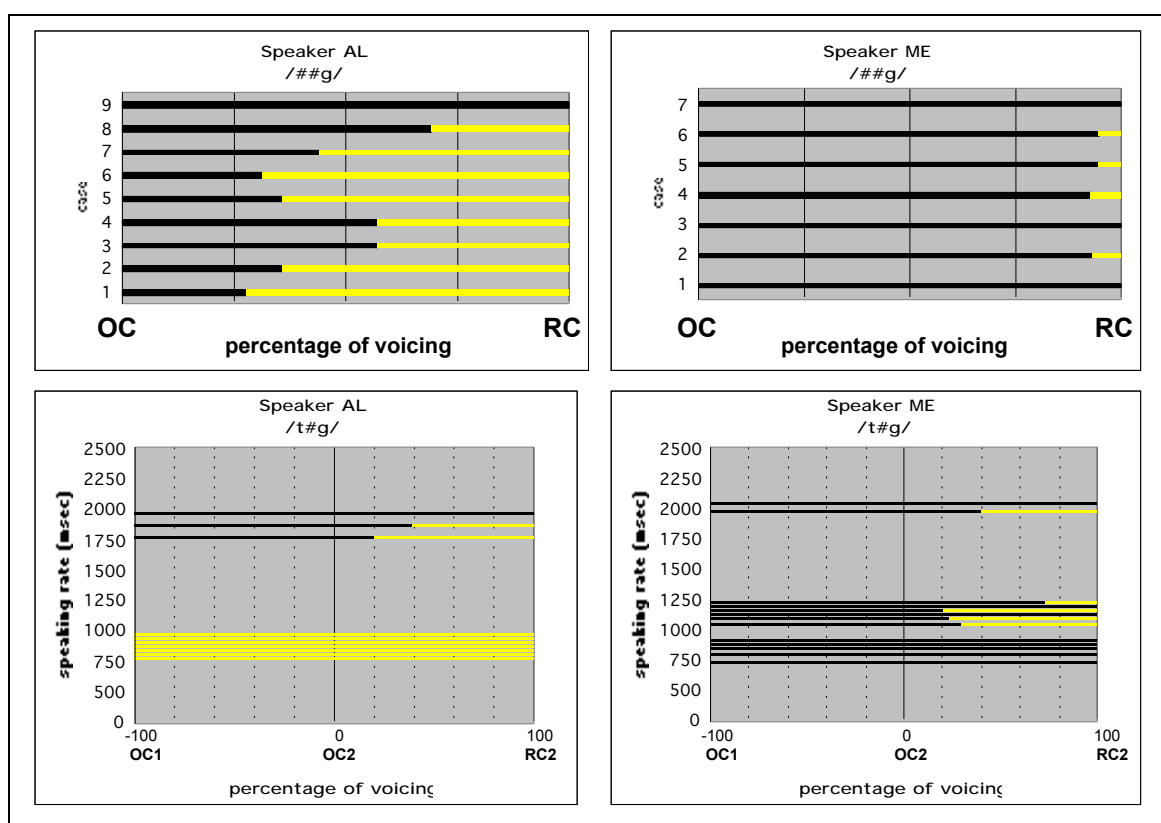 Speaker AL
/##g/
9
8
7
6
5
4
3
2
1
case
OC RC
percentage of voicing
Speaker ME
/##g/
7
6
5
4
3
2
1
case
OC RC
percentage of voicing
Speaker AL
/t#g/
2500
2250
2000
1750
1500
1250
1000
750
500
250
0
speaking rate (msec)
-100 0 100
OC1 OC2 RC2
percentage of voicing
Speaker ME
/t#g/
2500
2250
2000
1750
1500
1250
1000
750
500
250
0
speaking rate (msec)
-100 0 100
OC1 OC2 RC2
percentage of voicing